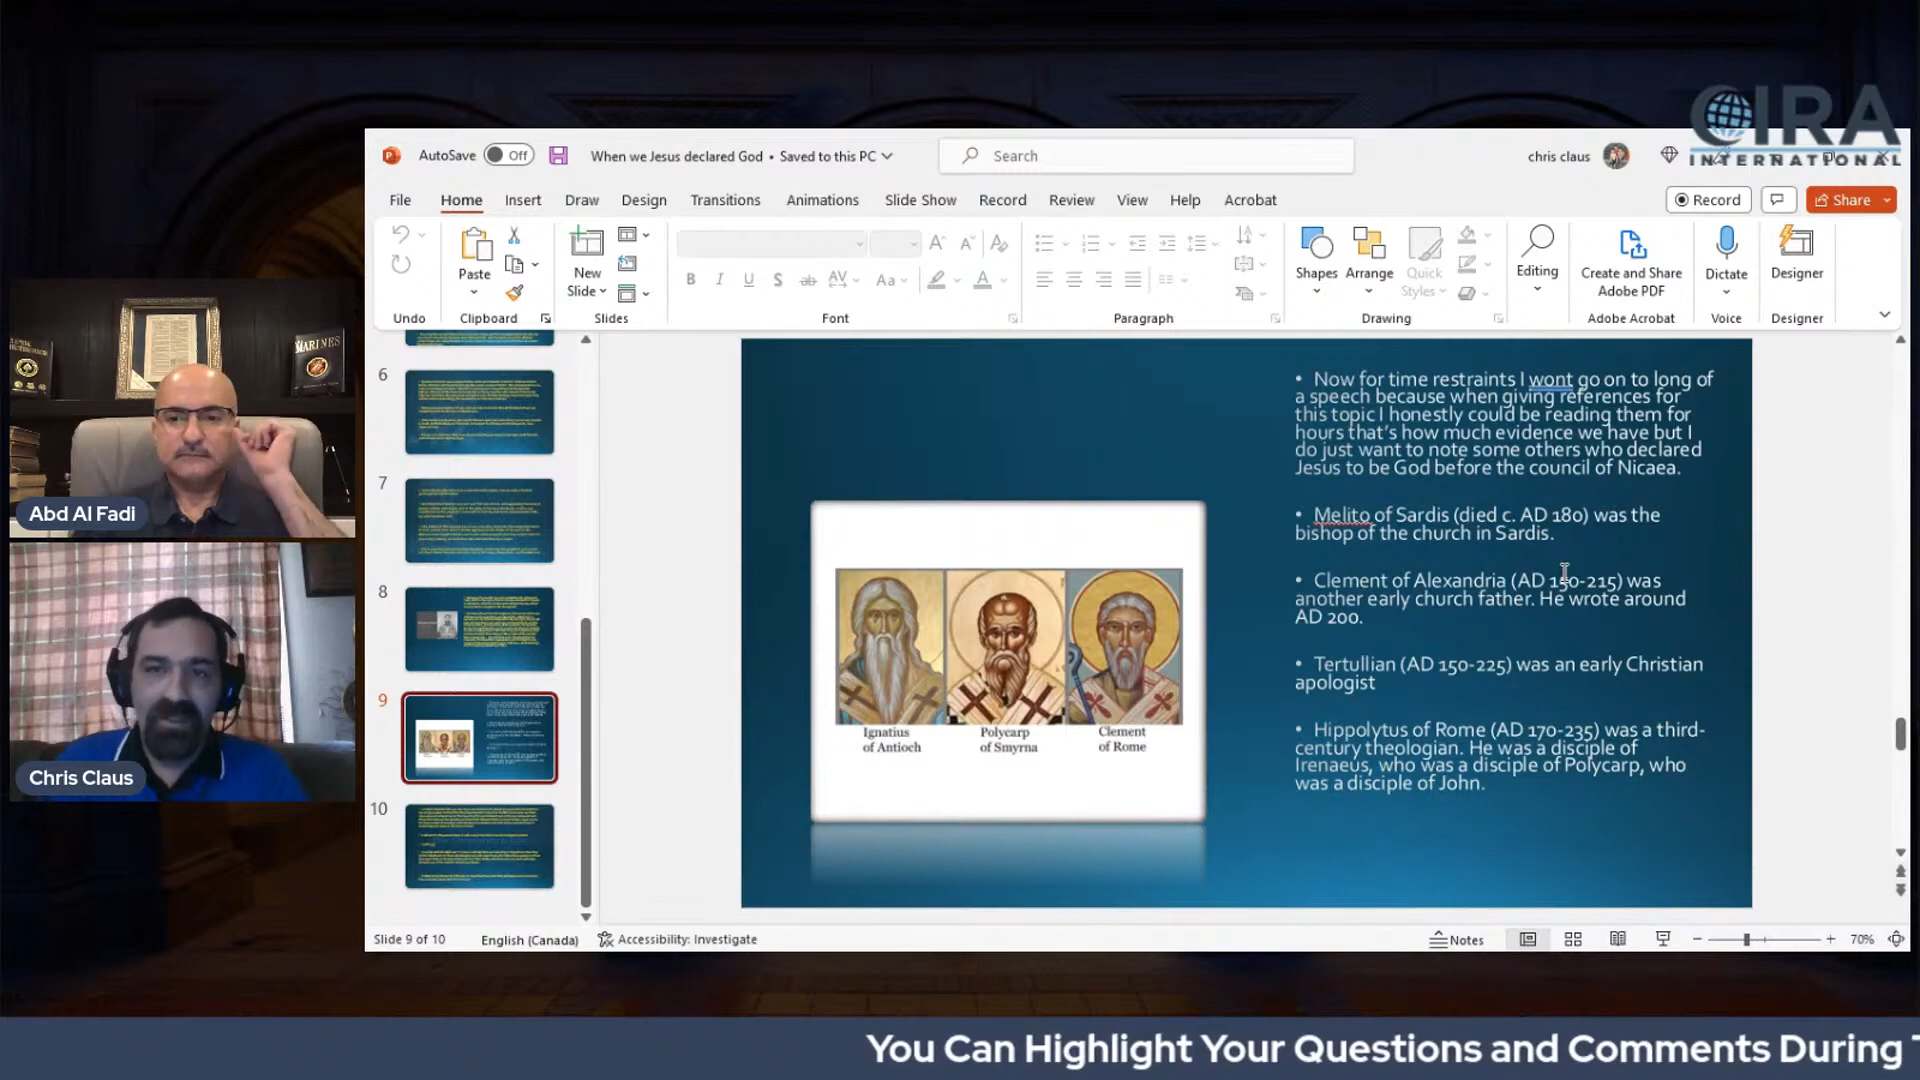 CIRA
INTERNATIONAL
AutoSave Off When we Jesus declared God • Saved to this PC Search chris claus
File Home Insert Draw Design Transitions Animations Slide Show Record Review View Help Acrobat Record Share
Paste New Slide Shapes Arrange Quick Styles Editing Create and Share Adobe PDF Dictate Designer
Undo Clipboard Slides Font Paragraph Drawing Adobe Acrobat Voice Designer
MARINES
Abd Al Fadi
Chris Claus
6
7
8
9
10
• Now for time restraints I wont go on to long of
a speech because when giving references for
this topic I honestly could be reading them for
hours that's how much evidence we have but I
do just want to note some others who declared
Jesus to be God before the council of Nicaea.
• Melito of Sardis (died c. AD 180) was the
bishop of the church in Sardis.
• Clement of Alexandria (AD 150-215) was
another early church father. He wrote around
AD 200.
• Tertullian (AD 150-225) was an early Christian
apologist
• Hippolytus of Rome (AD 170-235) was a third-
century theologian. He was a disciple of
Irenaeus, who was a disciple of Polycarp, who
was a disciple of John.
Ignatius
of Antioch
Polycarp
of Smyrna
Clement
of Rome
Slide 9 of 10 English (Canada) Accessibility: Investigate Notes 70%
You Can Highlight Your Questions and Comments During